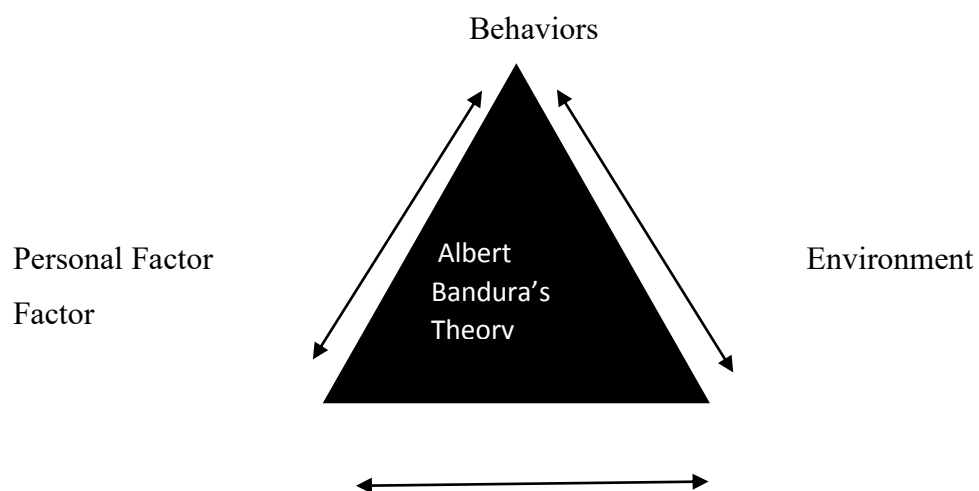 Behaviors
Personal Factor
Environment
Factor
Albert
Bandura’s
Theory